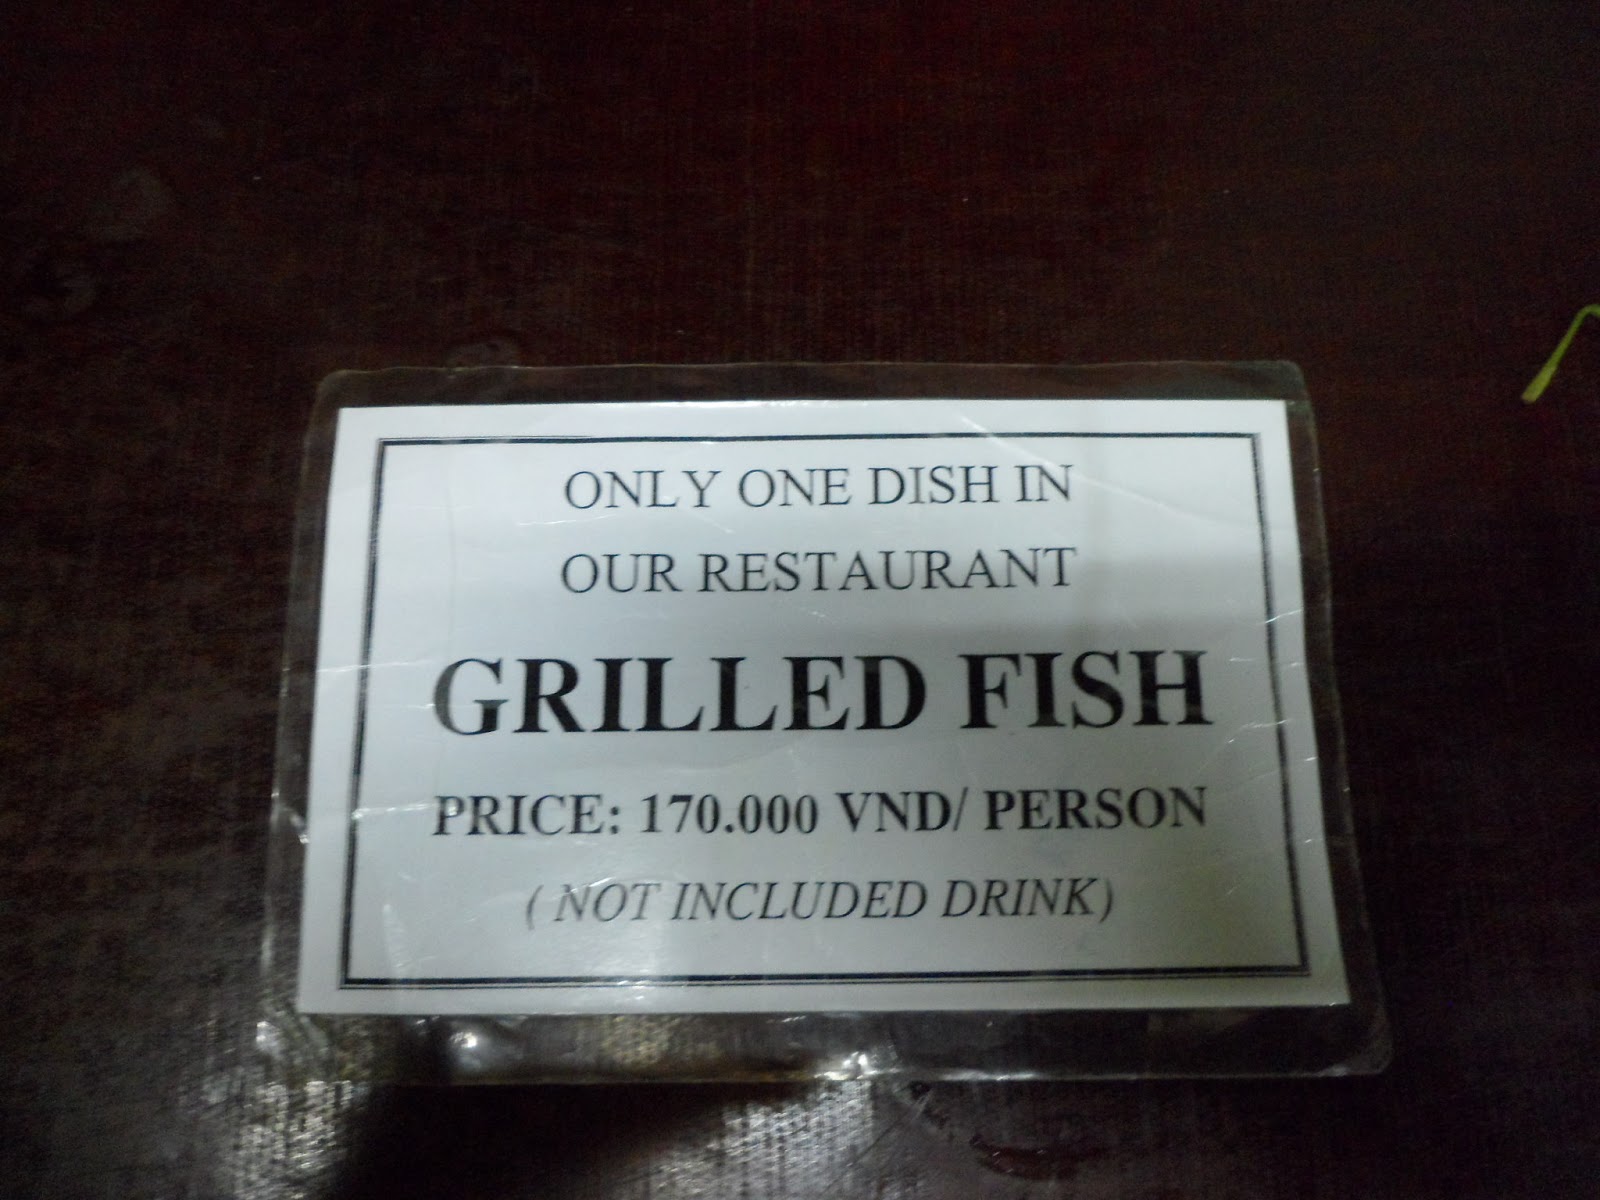 ONLY ONE DISH IN
OUR RESTAURANT
GRILLED FISH
PRICE: 170.000 VND/ PERSON
( NOT INCLUDED DRINK)